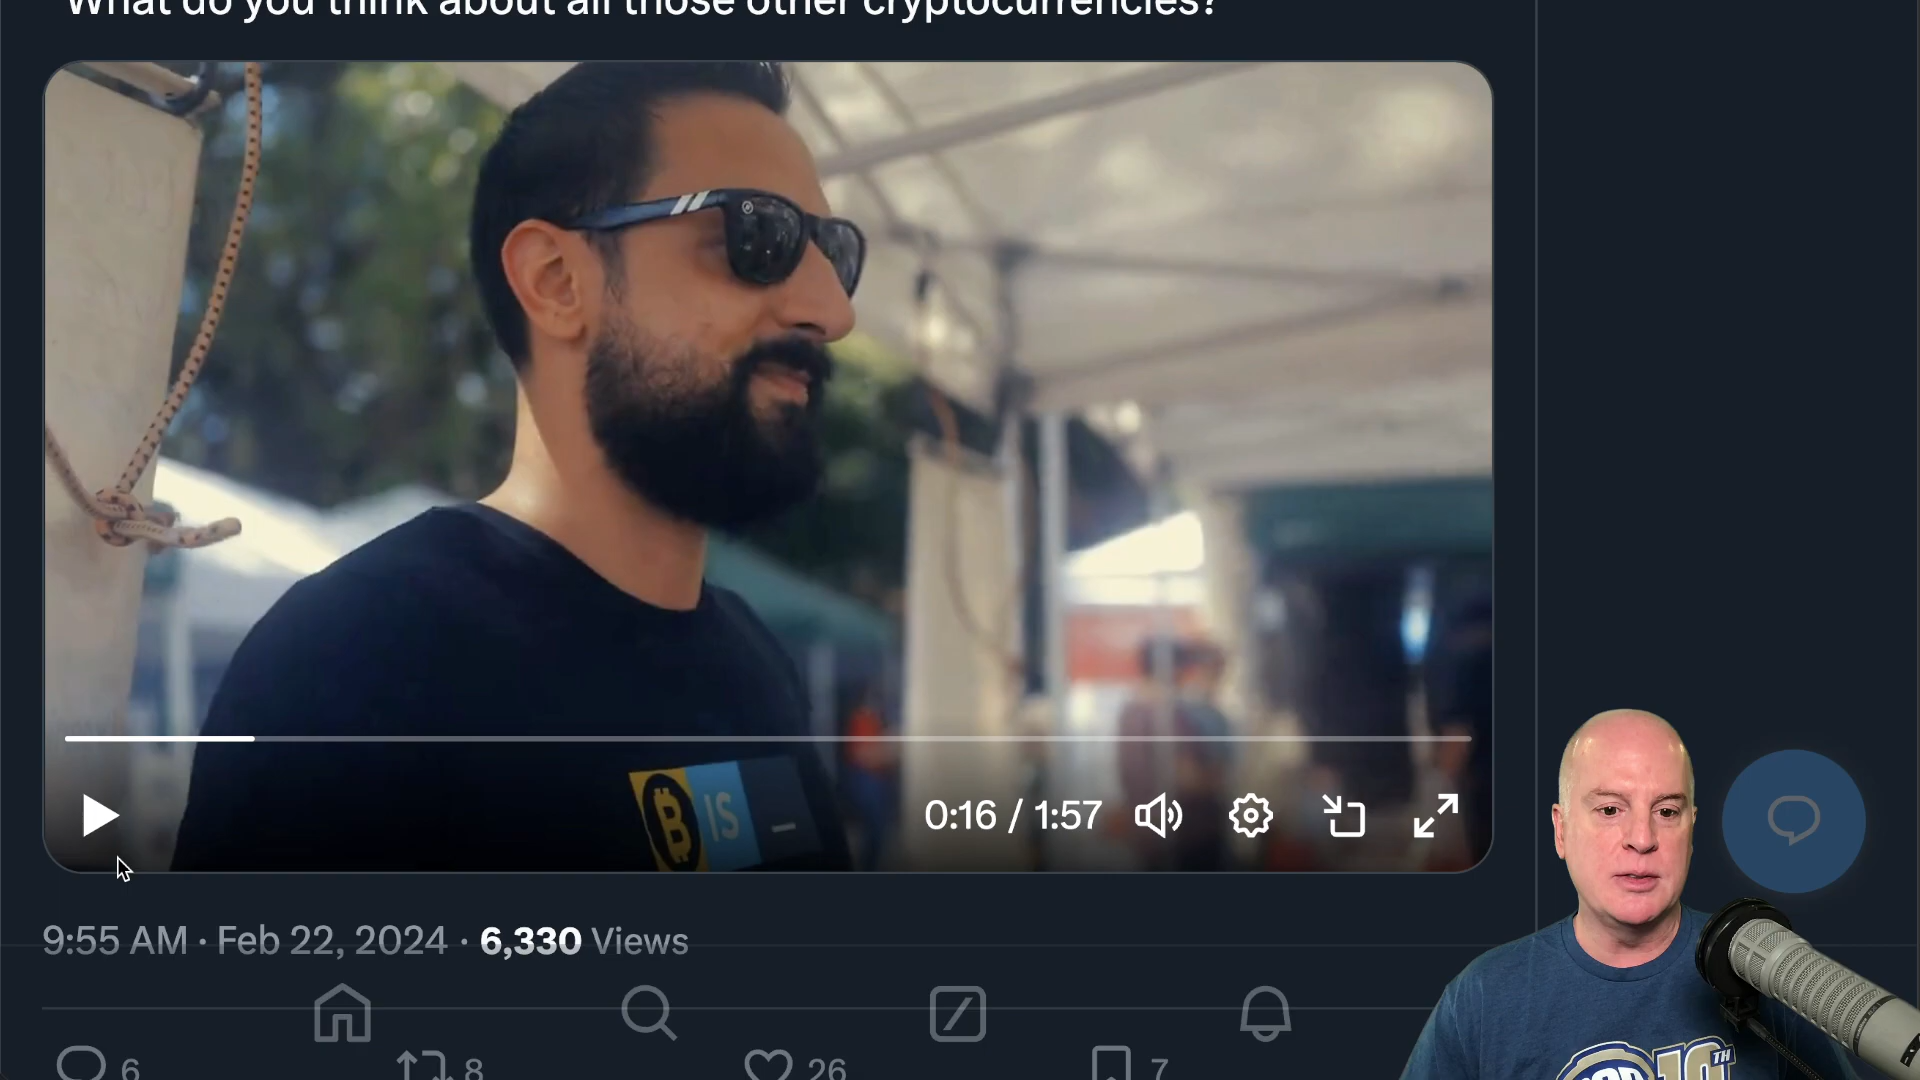 What do you think about all those other cryptocurrencies?
IS _
0:16 / 1:57
9:55 AM · Feb 22, 2024 · 6,330 Views
6 8 26 7
10TH